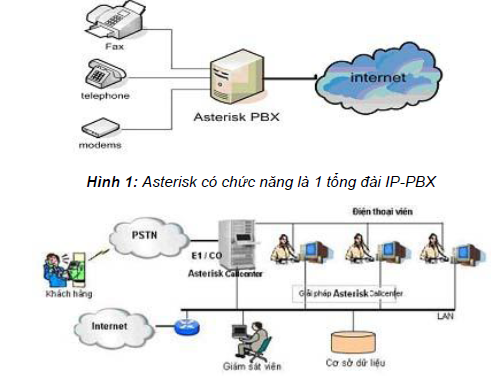 Fax
telephone
modems
Asterisk PBX
internet
Hình 1: Asterisk có chức năng là 1 tổng đài IP-PBX
Điện thoại viên
PSTN
E1 / CO
Asterisk Callcenter
Khách hàng
Giải pháp Asterisk Callcenter
LAN
Internet
Giám sát viên
Cơ sở dữ liệu